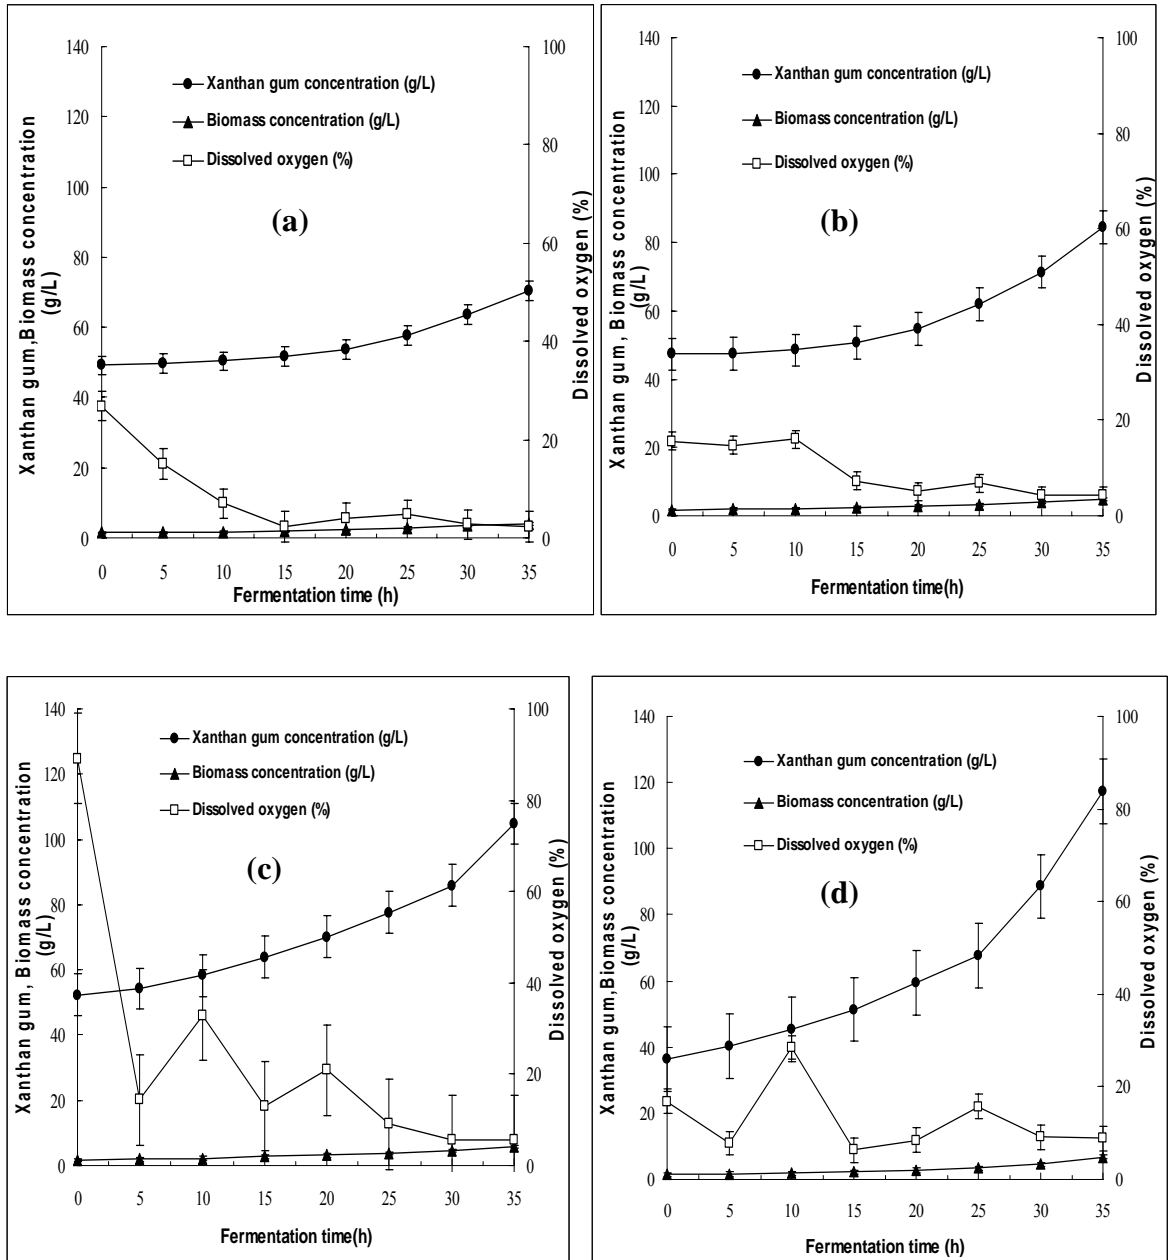 140
120
100
80
60
40
20
0
100
80
60
40
20
0
Xanthan gum concentration (g/L)
Biomass concentration (g/L)
Dissolved oxygen (%)
(a)
Xanthan gum,Biomass concentration
(g/L)
Dissolved oxygen (%)
0 5 10 15 20 25 30 35
Fermentation time (h)
140
120
100
80
60
40
20
0
100
80
60
40
20
0
Xanthan gum concentration (g/L)
Biomass concentration (g/L)
Dissolved oxygen (%)
(b)
Xanthan gum, Biomass concentration
(g/L)
Dissolved oxygen (%)
0 5 10 15 20 25 30 35
Fermentation time(h)
140
120
100
80
60
40
20
0
100
80
60
40
20
0
Xanthan gum concentration (g/L)
Biomass concentration (g/L)
Dissolved oxygen (%)
(c)
Xanthan gum, Biomass concentration
(g/L)
Dissolved oxygen (%)
0 5 10 15 20 25 30 35
Fermentation time(h)
140
120
100
80
60
40
20
0
100
80
60
40
20
0
Xanthan gum concentration (g/L)
Biomass concentration (g/L)
Dissolved oxygen (%)
(d)
Xanthan gum,Biomass concentration
(g/L)
Dissolved oxygen (%)
0 5 10 15 20 25 30 35
Fermentation time (h)